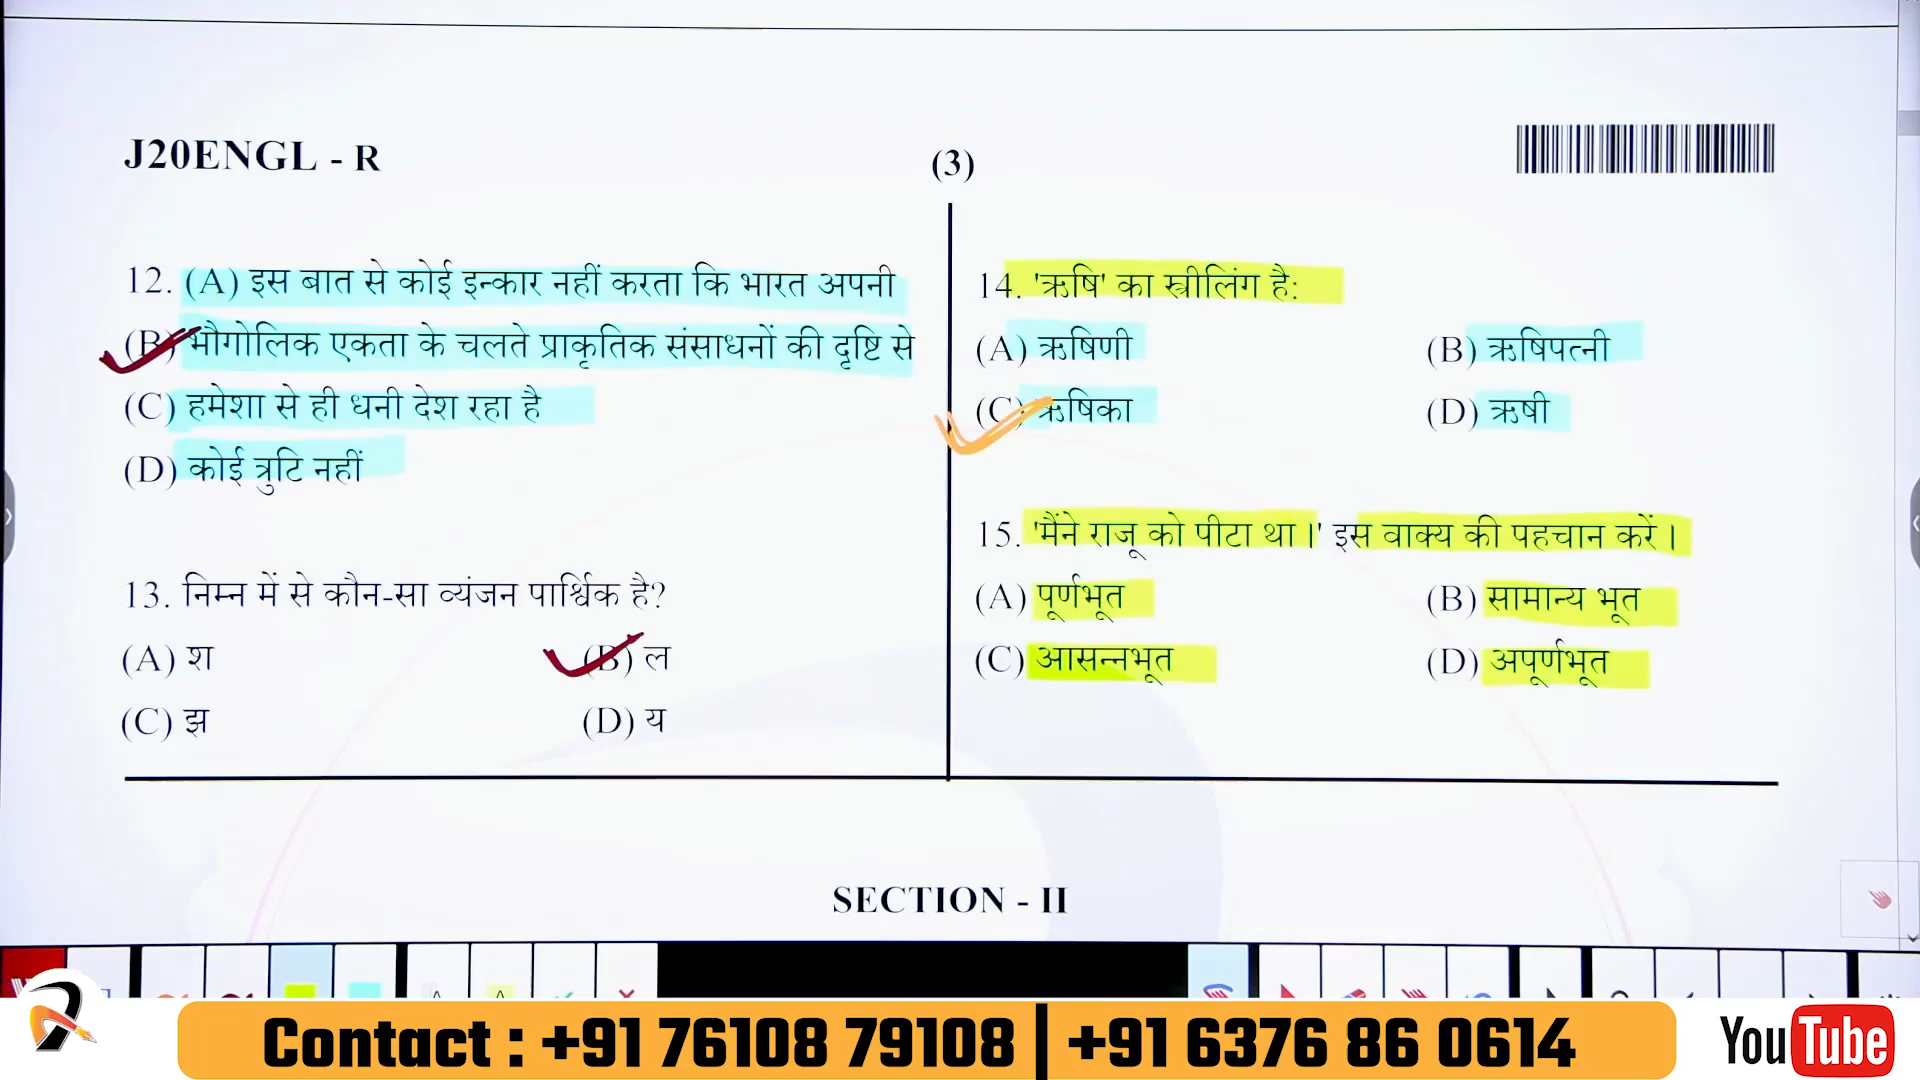 J20ENGL - R
(3)
12. (A) इस बात से कोई इन्कार नहीं करता कि भारत अपनी
(B) भौगोलिक एकता के चलते प्राकृतिक संसाधनों की दृष्टि से
(C) हमेशा से ही धनी देश रहा है
(D) कोई त्रुटि नहीं
13. निम्न में से कौन-सा व्यंजन पार्श्विक है?
(A) श
(B) ल
(C) झ
(D) य
14. 'ऋषि' का स्त्रीलिंग है:
(A) ऋषिणी
(B) ऋषिपत्नी
(C) ऋषिका
(D) ऋषी
15. 'मैंने राजू को पीटा था।' इस वाक्य की पहचान करें।
(A) पूर्णभूत
(B) सामान्य भूत
(C) आसन्नभूत
(D) अपूर्णभूत
SECTION - II
Contact : +91 76108 79108 | +91 6376 86 0614
YouTube